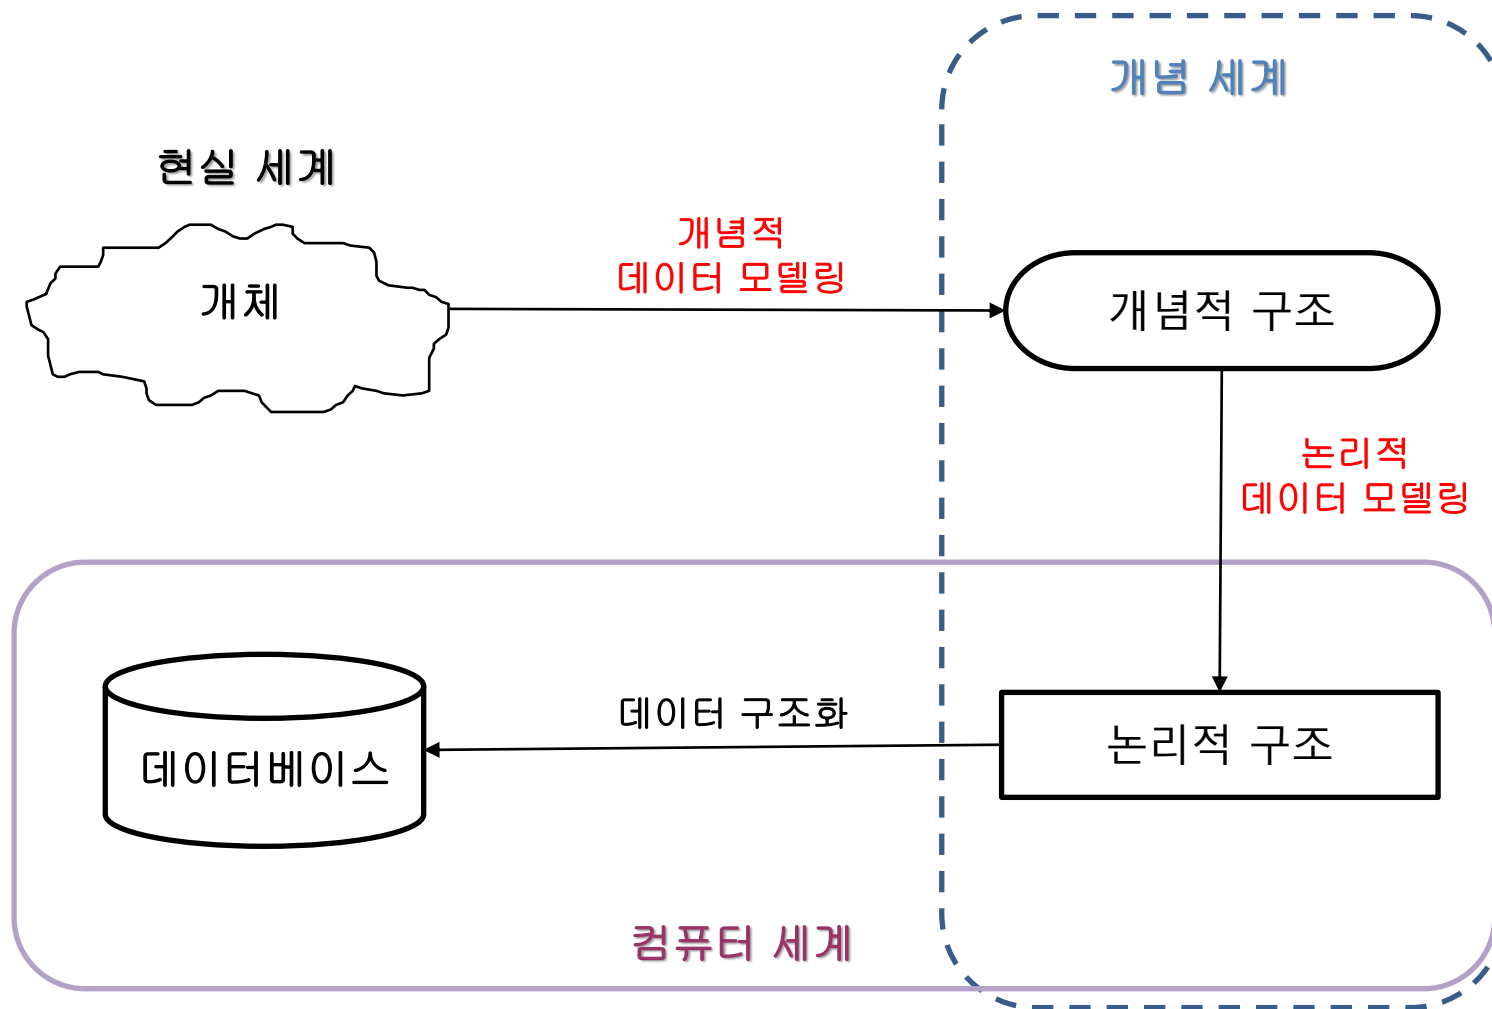 개념 세계
현실 세계
개념적
데이터 모델링
개체
개념적 구조
논리적
데이터 모델링
데이터 구조화
논리적 구조
데이터베이스
컴퓨터 세계